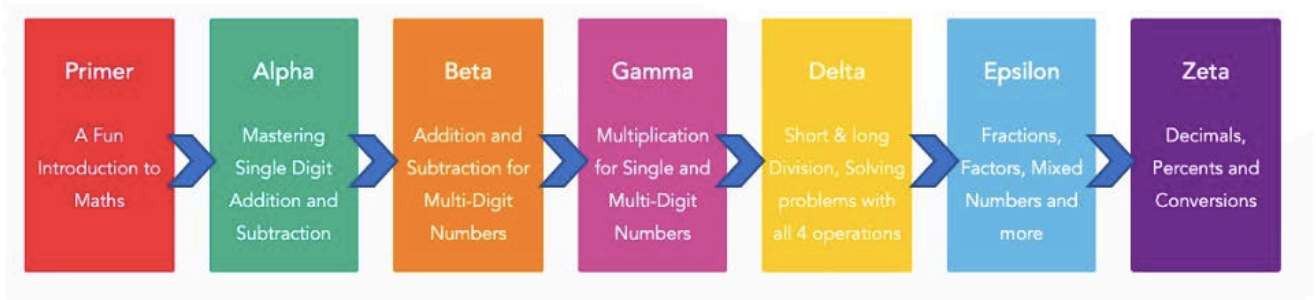 Primer
A Fun
Introduction to
Maths
Alpha
Mastering
Single Digit
Addition and
Subtraction
Beta
Addition and
Subtraction for
Multi-Digit
Numbers
Gamma
Multiplication
for Single and
Multi-Digit
Numbers
Delta
Short & long
Division, Solving
problems with
all 4 operations
Epsilon
Fractions,
Factors, Mixed
Numbers and
more
Zeta
Decimals,
Percents and
Conversions